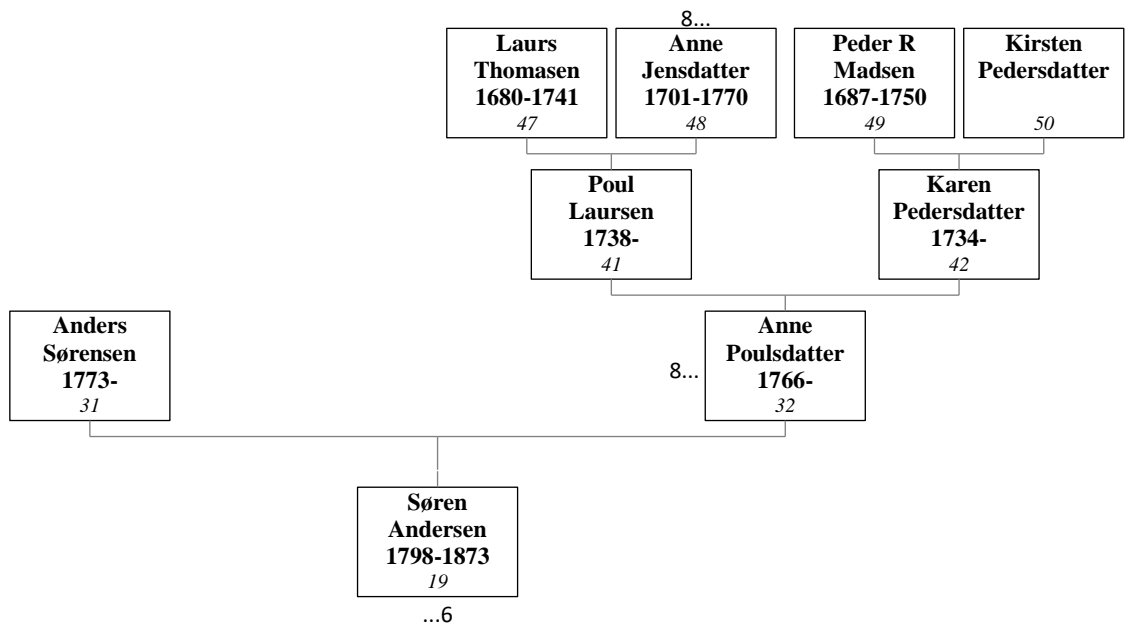 8...
Laurs
Thomasen
1680-1741
47
Anne
Jensdatter
1701-1770
48
Peder R
Madsen
1687-1750
49
Kirsten
Pedersdatter
50
Poul
Laursen
1738-
41
Karen
Pedersdatter
1734-
42
Anders
Sørensen
1773-
31
8...
Anne
Poulsdatter
1766-
32
Søren
Andersen
1798-1873
19
...6